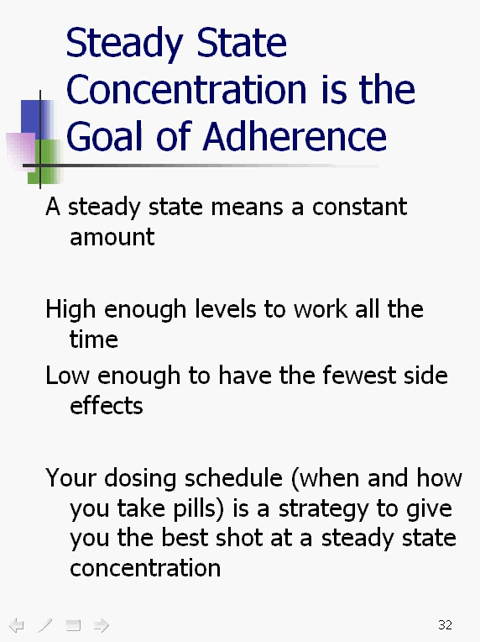 Steady State
Concentration is the
Goal of Adherence
A steady state means a constant
amount
High enough levels to work all the
time
Low enough to have the fewest side
effects
Your dosing schedule (when and how
you take pills) is a strategy to give
you the best shot at a steady state
concentration
32